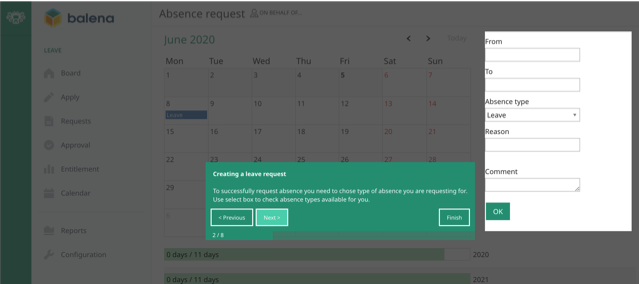 balena
Absence request
ON BEHALF OF...
LEAVE
Board
Apply
Requests
Approval
Entitlement
Calendar
Reports
Configuration
June 2020
Today
Mon Tue Wed Thu Fri Sat Sun
1 2 3 4 5 6 7
8 9 10 11 12 13 14
Leave
15 16 17 18 19 20 21
22 23 24 25 26 27 28
29
Creating a leave request
To successfully request absence you need to chose type of absence you are requesting for.
Use select box to check absence types available for you.
< Previous
Next >
Finish
2 / 8
0 days / 11 days 2020
0 days / 11 days 2021
From
To
Absence type
Leave
Reason
Comment
OK